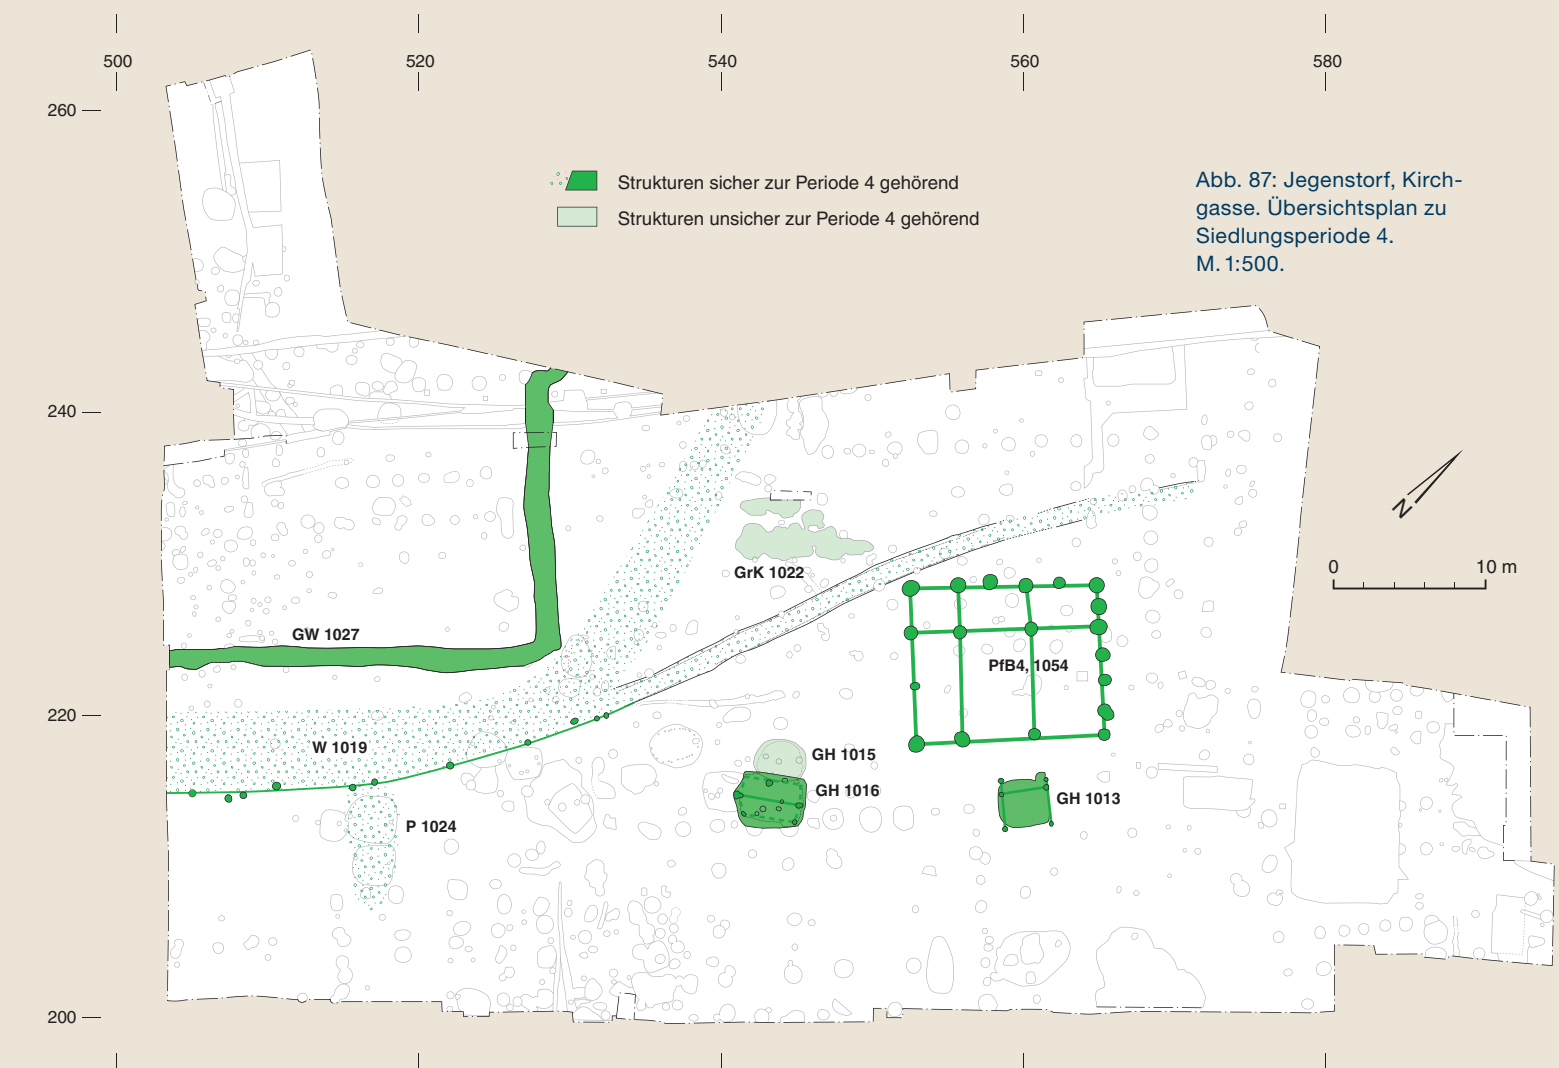 500 520 540 560 580
260
Strukturen sicher zur Periode 4 gehörend
Strukturen unsicher zur Periode 4 gehörend
Abb. 87: Jegenstorf, Kirch-
gasse. Übersichtsplan zu
Siedlungsperiode 4.
M. 1:500.
240
N
0 10 m
GrK 1022
GW 1027
PfB4, 1054
220
W 1019
GH 1015
GH 1016
GH 1013
P 1024
200